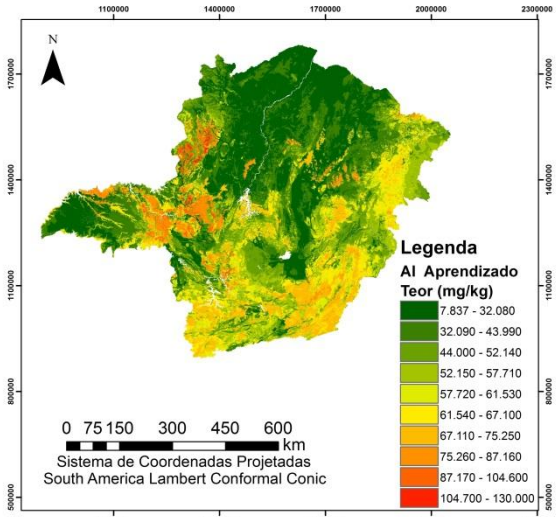 1100000 1400000 1700000 2000000 2300000
N
1700000 1700000
1400000 1400000
1100000 1100000
800000 800000
500000 500000
Legenda
Al Aprendizado
Teor (mg/kg)
7.837 - 32.080
32.090 - 43.990
44.000 - 52.140
52.150 - 57.710
57.720 - 61.530
61.540 - 67.100
67.110 - 75.250
75.260 - 87.160
87.170 - 104.600
104.700 - 130.000
0 75 150 300 450 600
km
Sistema de Coordenadas Projetadas
South America Lambert Conformal Conic